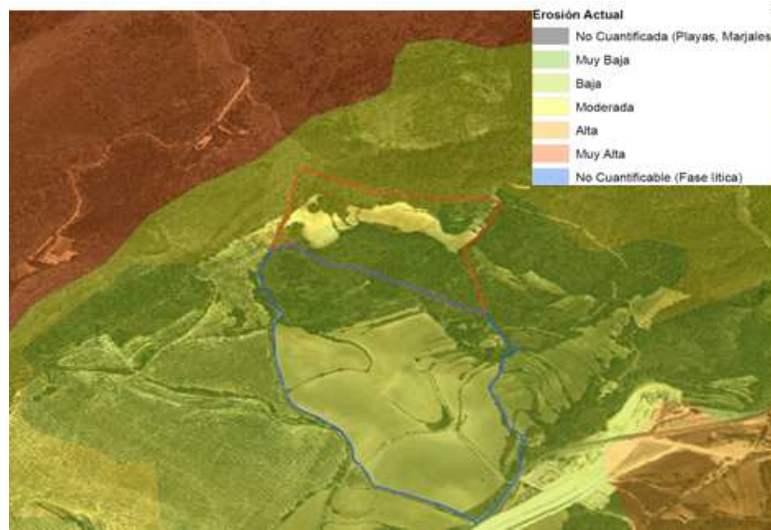 Erosión Actual
No Cuantificada (Playas, Marjales
Muy Baja
Baja
Moderada
Alta
Muy Alta
No Cuantificable (Fase lítica)